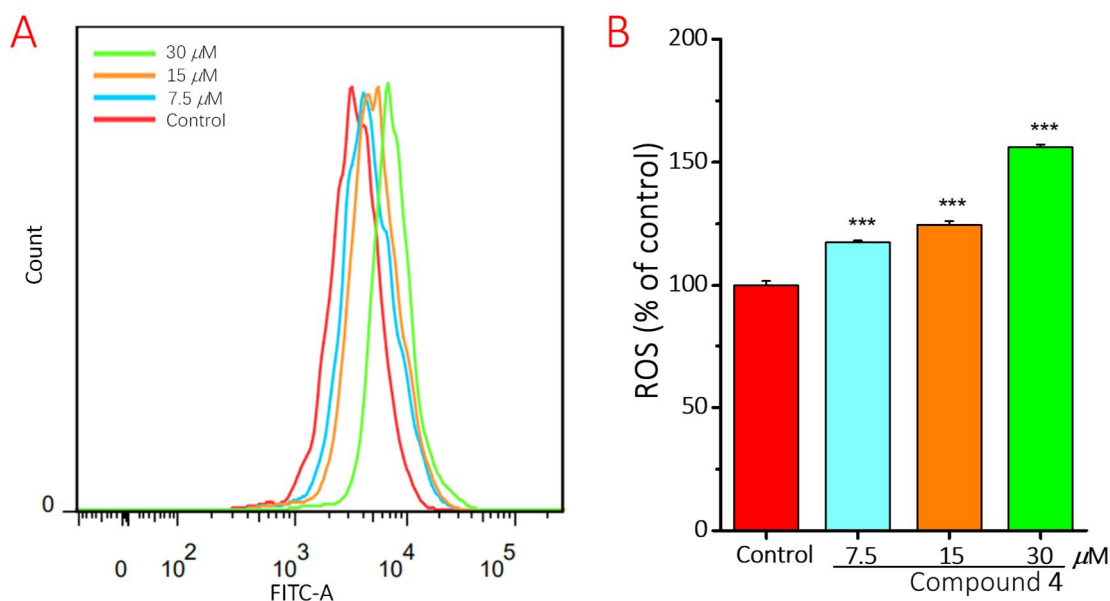 A
30 μM
15 μM
7.5 μM
Control
Count
0
0 10² 10³ 10⁴ 10⁵
FITC-A
B
ROS (% of control)
200
150
100
50
0
***
***
***
Control 7.5 15 30 μM
Compound 4